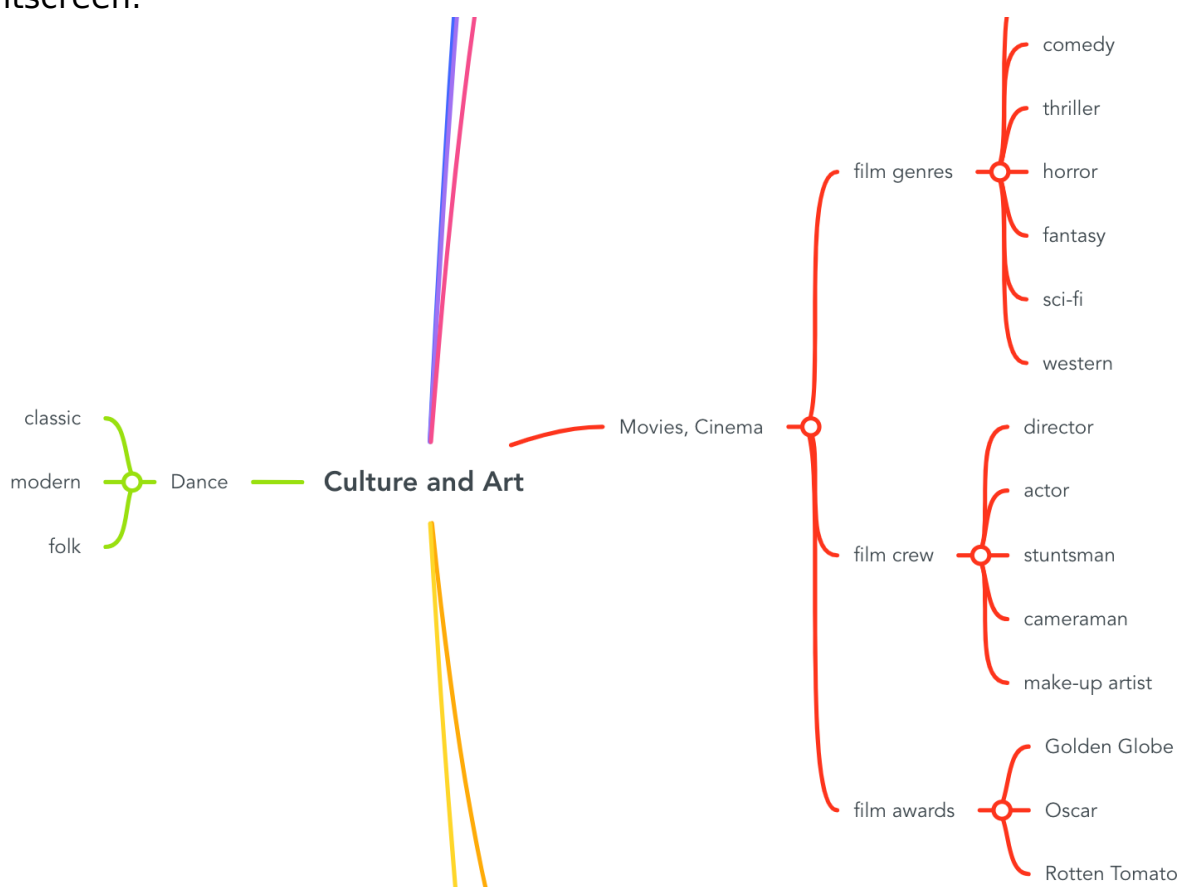 comedy
thriller
film genres
horror
fantasy
sci-fi
western
classic
modern
folk
Dance
Culture and Art
Movies, Cinema
director
actor
film crew
stuntsman
cameraman
make-up artist
Golden Globe
film awards
Oscar
Rotten Tomato